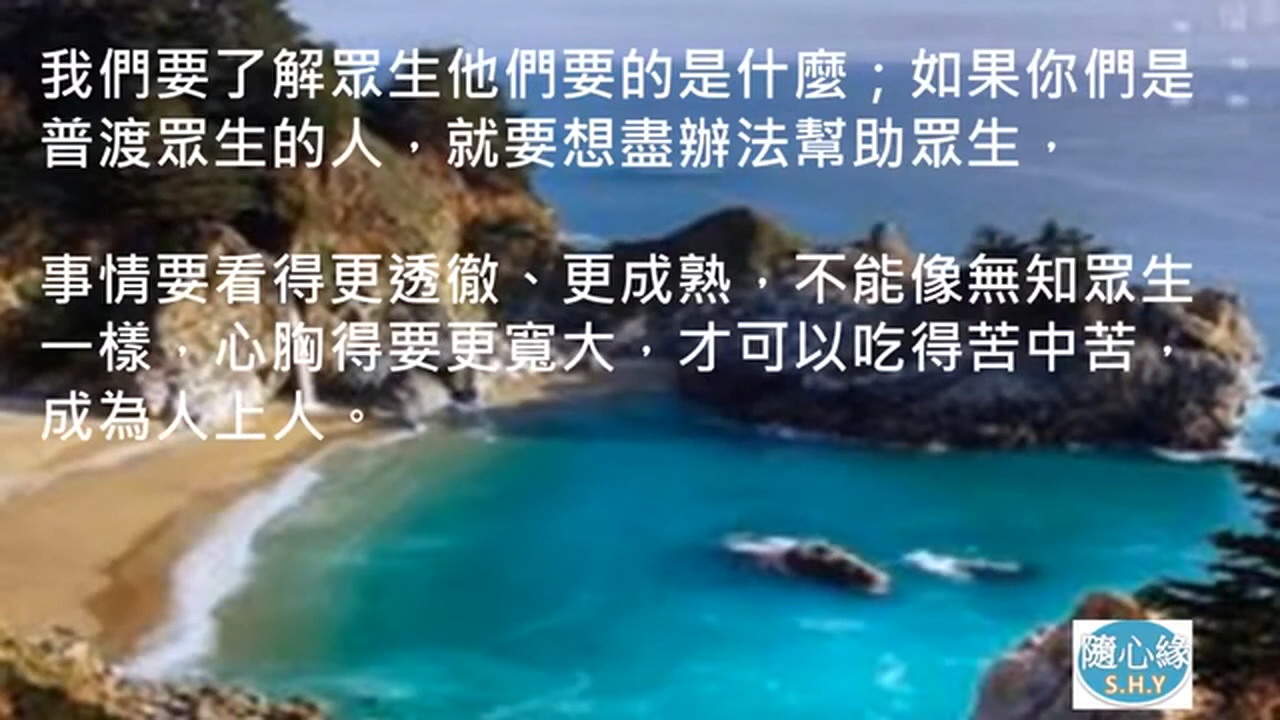 我們要了解眾生他們要的是什麼；如果你們是
普渡眾生的人，就要想盡辦法幫助眾生，
事情要看得更透徹、更成熟，不能像無知眾生
一樣，心胸得要更寬大，才可以吃得苦中苦，
成為人上人。
隨心緣
S.H.Y